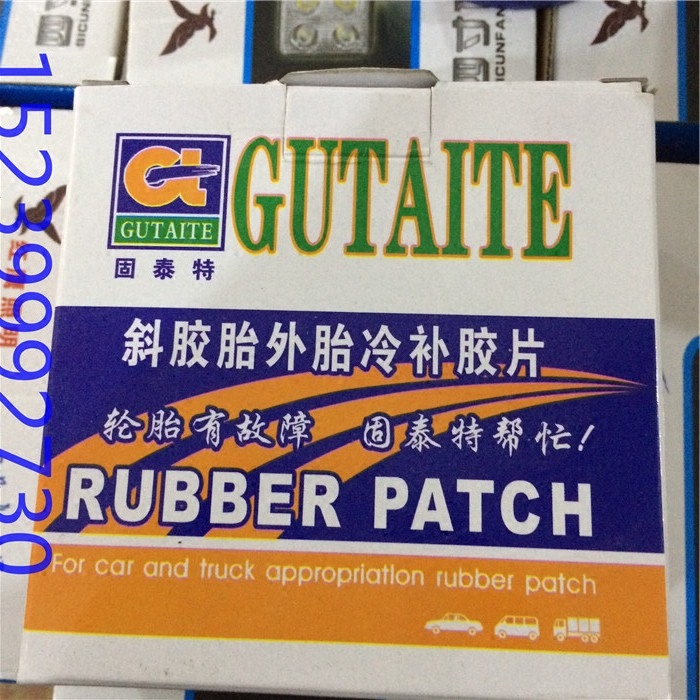 SICUNFAN
15239992730
GUTAITE
GUTAITE
固泰特
斜胶胎外胎冷补胶片
轮胎有故障 固泰特帮忙!
RUBBER PATCH
For car and truck appropriation rubber patch